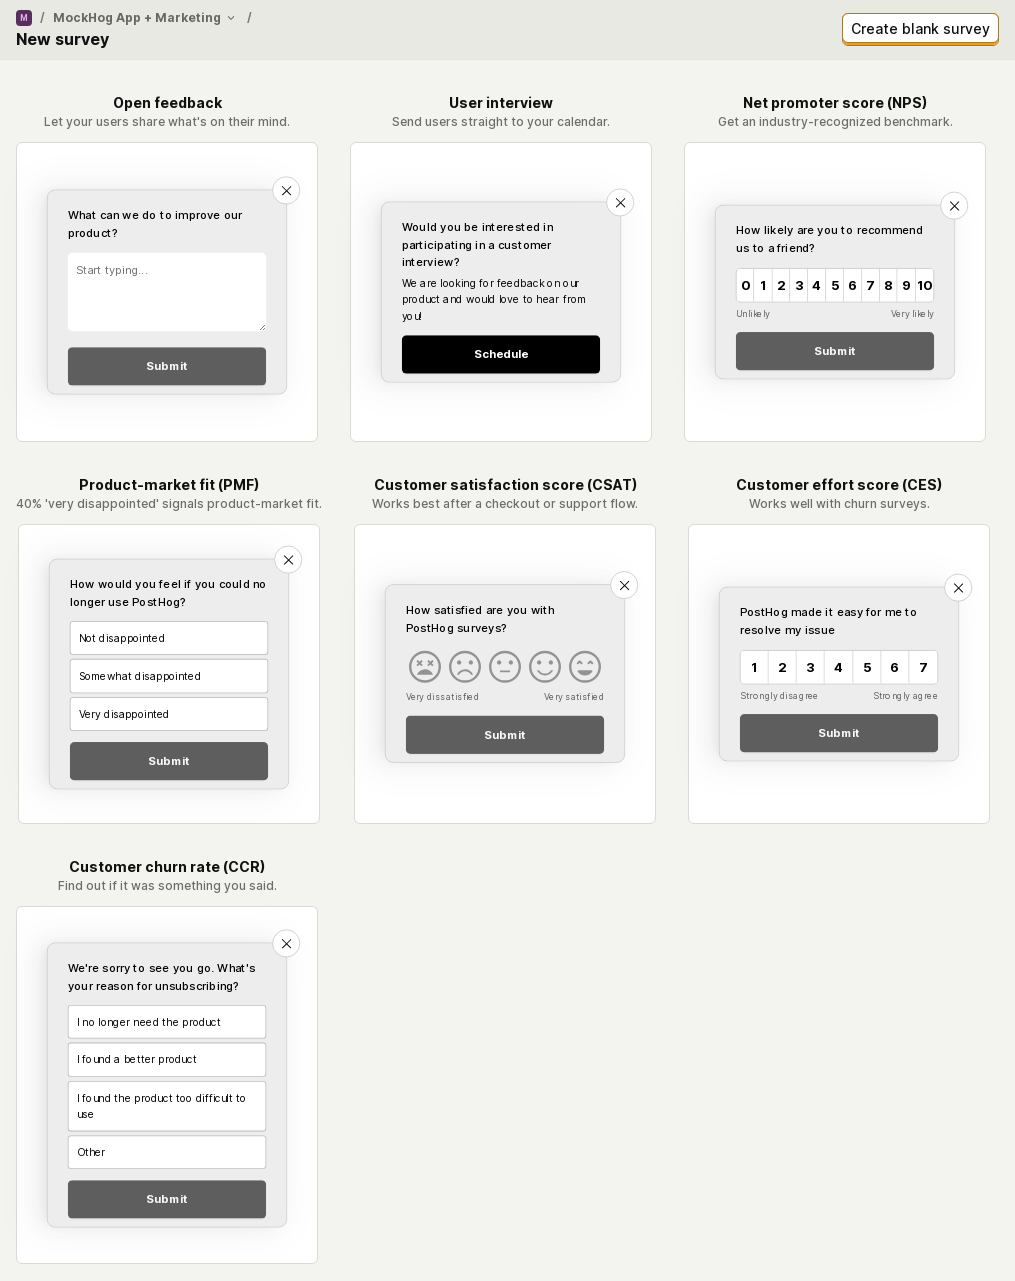 M / MockHog App + Marketing /
New survey
Create blank survey
Open feedback
Let your users share what's on their mind.
What can we do to improve our
product?
Start typing...
Submit
User interview
Send users straight to your calendar.
Would you be interested in
participating in a customer
interview?
We are looking for feedback on our
product and would love to hear from
you!
Schedule
Net promoter score (NPS)
Get an industry-recognized benchmark.
How likely are you to recommend
us to a friend?
0 1 2 3 4 5 6 7 8 9 10
Unlikely Very likely
Submit
Product-market fit (PMF)
40% 'very disappointed' signals product-market fit.
How would you feel if you could no
longer use PostHog?
Not disappointed
Somewhat disappointed
Very disappointed
Submit
Customer satisfaction score (CSAT)
Works best after a checkout or support flow.
How satisfied are you with
PostHog surveys?
Very dissatisfied Very satisfied
Submit
Customer effort score (CES)
Works well with churn surveys.
PostHog made it easy for me to
resolve my issue
1 2 3 4 5 6 7
Strongly disagree Strongly agree
Submit
Customer churn rate (CCR)
Find out if it was something you said.
We're sorry to see you go. What's
your reason for unsubscribing?
I no longer need the product
I found a better product
I found the product too difficult to
use
Other
Submit